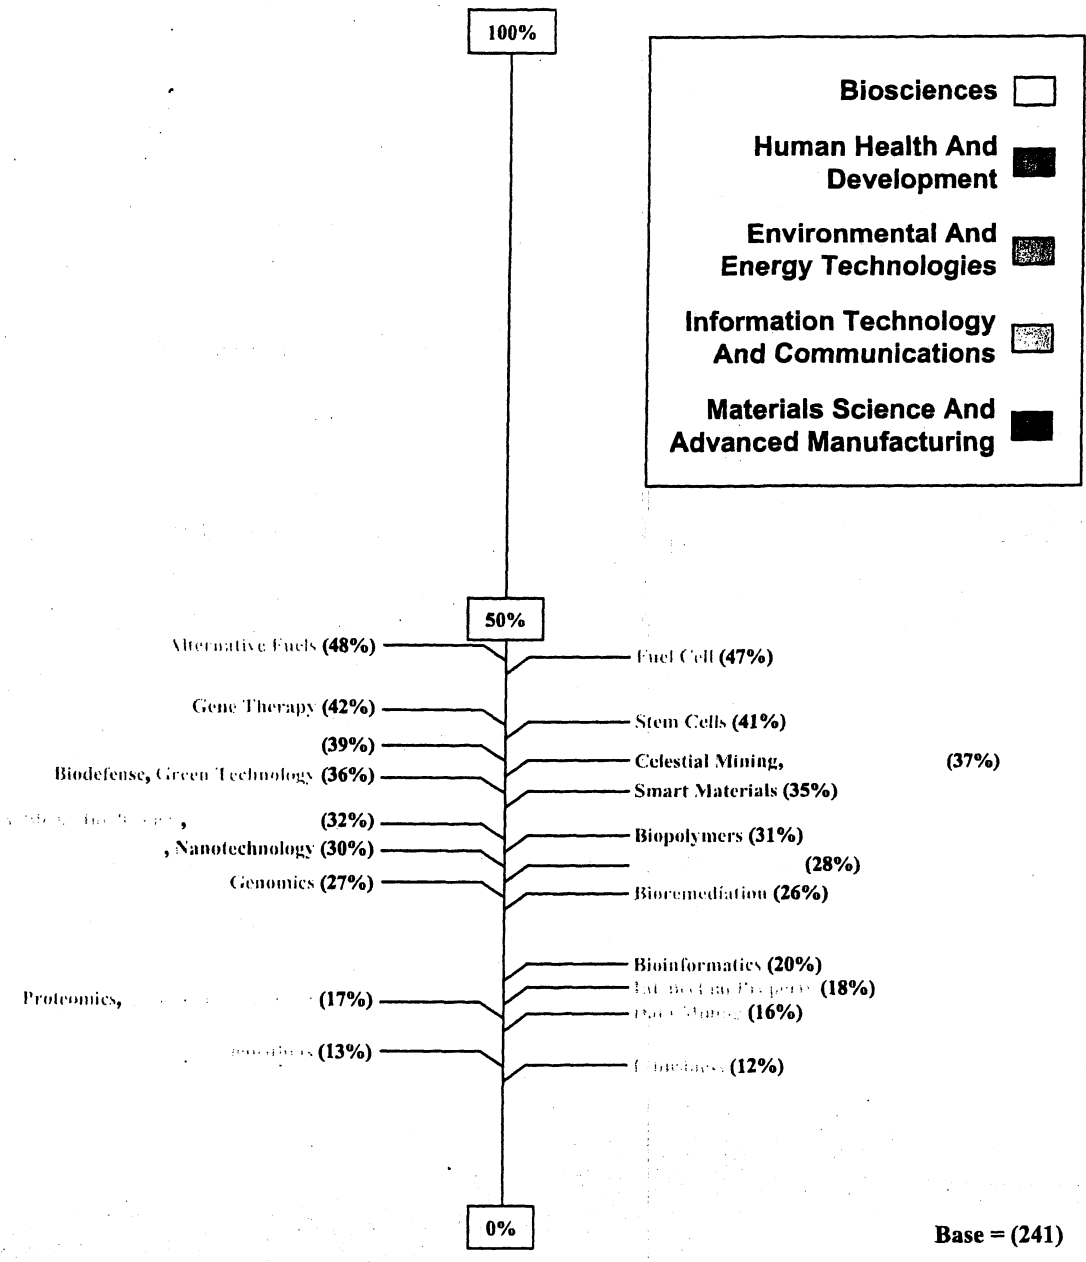 100%
Biosciences
Human Health And
Development
Environmental And
Energy Technologies
Information Technology
And Communications
Materials Science And
Advanced Manufacturing
50%
Alternative Fuels (48%)
Fuel Cell (47%)
Gene Therapy (42%)
Stem Cells (41%)
(39%)
Celestial Mining, (37%)
Biodefense, Green Technology (36%)
Smart Materials (35%)
, (32%)
Biopolymers (31%)
, Nanotechnology (30%)
(28%)
Genomics (27%)
Bioremediation (26%)
Bioinformatics (20%)
(18%)
Proteomics, (17%)
Data Mining (16%)
(13%)
(12%)
0%
Base = (241)